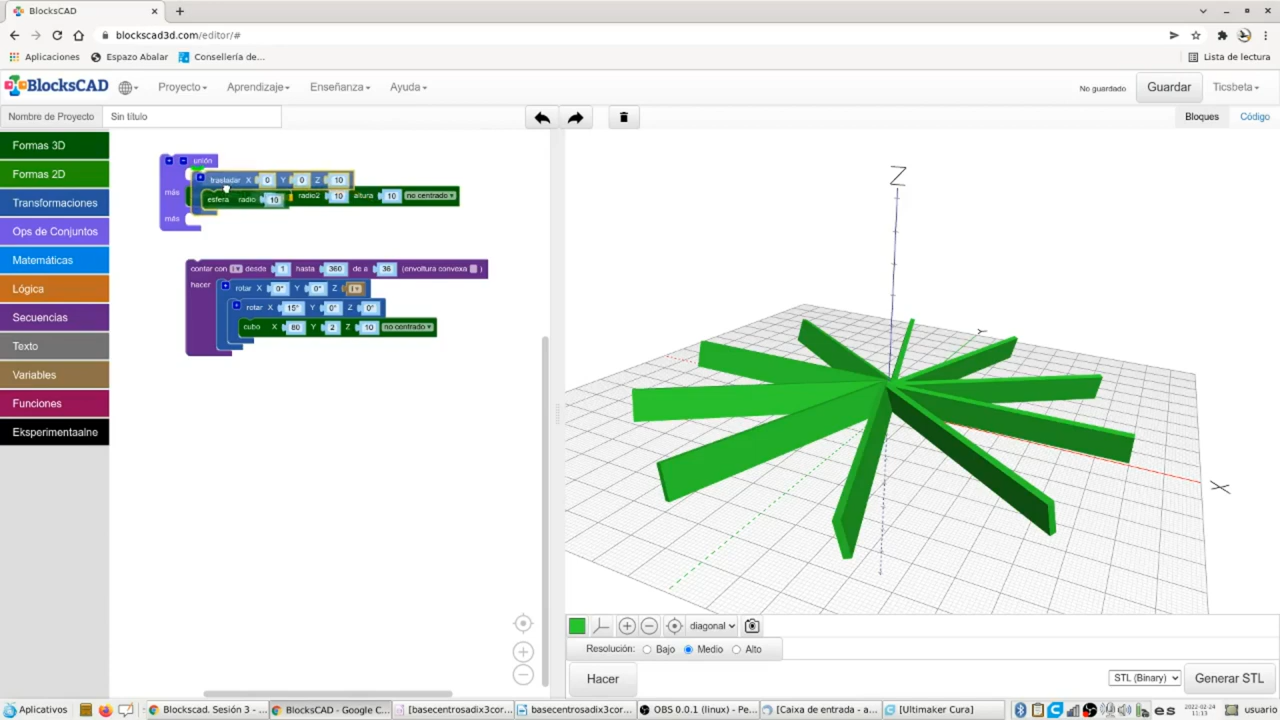 BlocksCAD
blockscad3d.com/editor/#
Aplicaciones Espazo Abalar Consellería de...
Lista de lectura
BlocksCAD Proyecto Aprendizaje Enseñanza Ayuda
No guardado Guardar Ticsbeta
Nombre de Proyecto Sin título
Bloques Código
Formas 3D
Formas 2D
Transformaciones
Ops de Conjuntos
Matemáticas
Lógica
Secuencias
Texto
Variables
Funciones
Eksperimentaalne
unión
trasladar X 0 Y 0 Z 10
más
esfera radio 10 radio2 10 altura 10 no centrado
más
contar con i desde 1 hasta 360 de a 36 (envoltura convexa )
hacer
rotar X 0° Y 0° Z i
rotar X 15° Y 0° Z 0°
cubo X 80 Y 2 Z 10 no centrado
Z
Y
X
diagonal
Resolución: Bajo Medio Alto
Hacer
STL (Binary) Generar STL
Aplicativos Blockscad. Sesión 3 - ... BlocksCAD - Google C... [basecentrosadix3cor... basecentrosadix3cor... OBS 0.0.1 (linux) - Pe... [Caixa de entrada - a... [Ultimaker Cura] es 2022-02-24 11:13 usuario